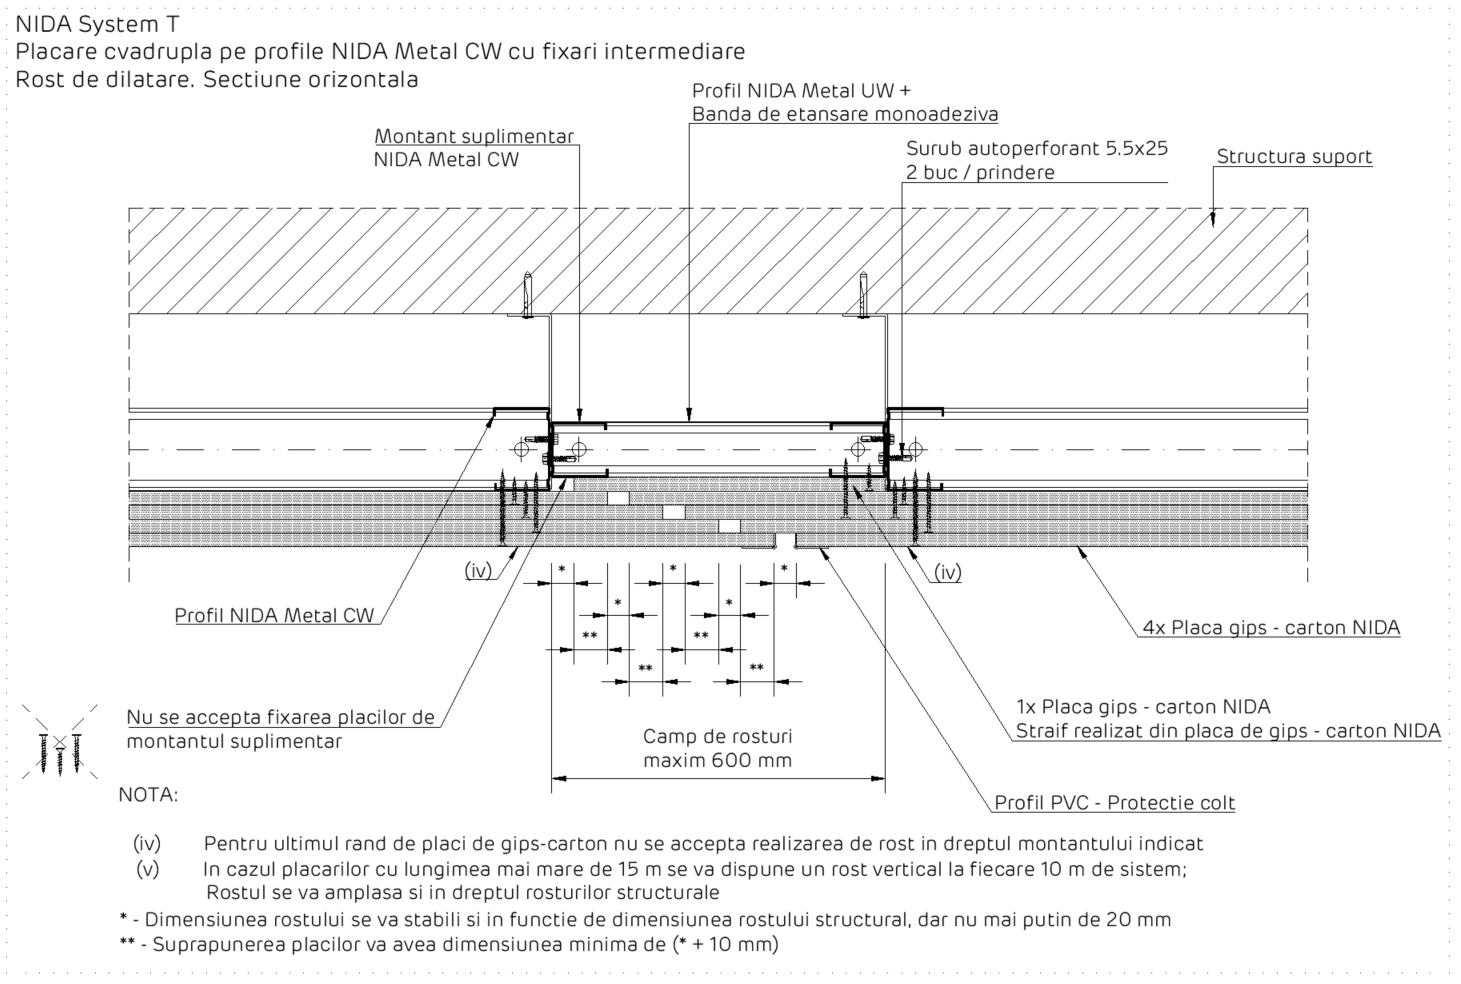 NIDA System T
Placare cvadrupla pe profile NIDA Metal CW cu fixari intermediare
Rost de dilatare. Sectiune orizontala
Profil NIDA Metal UW +
Banda de etansare monoadeziva
Montant suplimentar
NIDA Metal CW
Surub autoperforant 5.5x25
2 buc / prindere
Structura suport
(iv)
(iv)
*
*
*
*
*
**
**
**
**
Profil NIDA Metal CW
4x Placa gips - carton NIDA
Nu se accepta fixarea placilor de
montantul suplimentar
1x Placa gips - carton NIDA
Straif realizat din placa de gips - carton NIDA
Camp de rosturi
maxim 600 mm
Profil PVC - Protectie colt
NOTA:
(iv) Pentru ultimul rand de placi de gips-carton nu se accepta realizarea de rost in dreptul montantului indicat
(v) In cazul placarilor cu lungimea mai mare de 15 m se va dispune un rost vertical la fiecare 10 m de sistem;
Rostul se va amplasa si in dreptul rosturilor structurale
* - Dimensiunea rostului se va stabili si in functie de dimensiunea rostului structural, dar nu mai putin de 20 mm
** - Suprapunerea placilor va avea dimensiunea minima de (* + 10 mm)